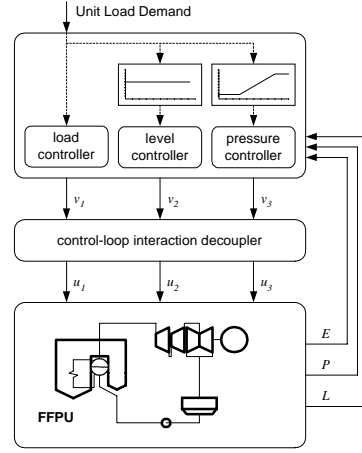 Unit Load Demand
load
controller
level
controller
pressure
controller
v1
v2
v3
control-loop interaction decoupler
u1
u2
u3
E
P
L
FFPU